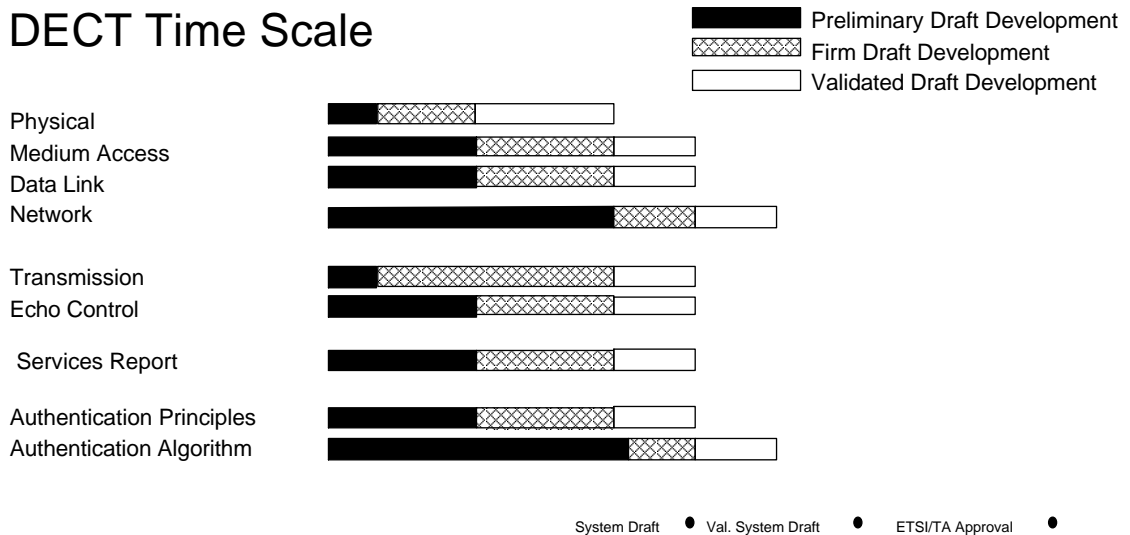 DECT Time Scale
Preliminary Draft Development
Firm Draft Development
Validated Draft Development
Physical
Medium Access
Data Link
Network
Transmission
Echo Control
Services Report
Authentication Principles
Authentication Algorithm
System Draft Val. System Draft ETSI/TA Approval